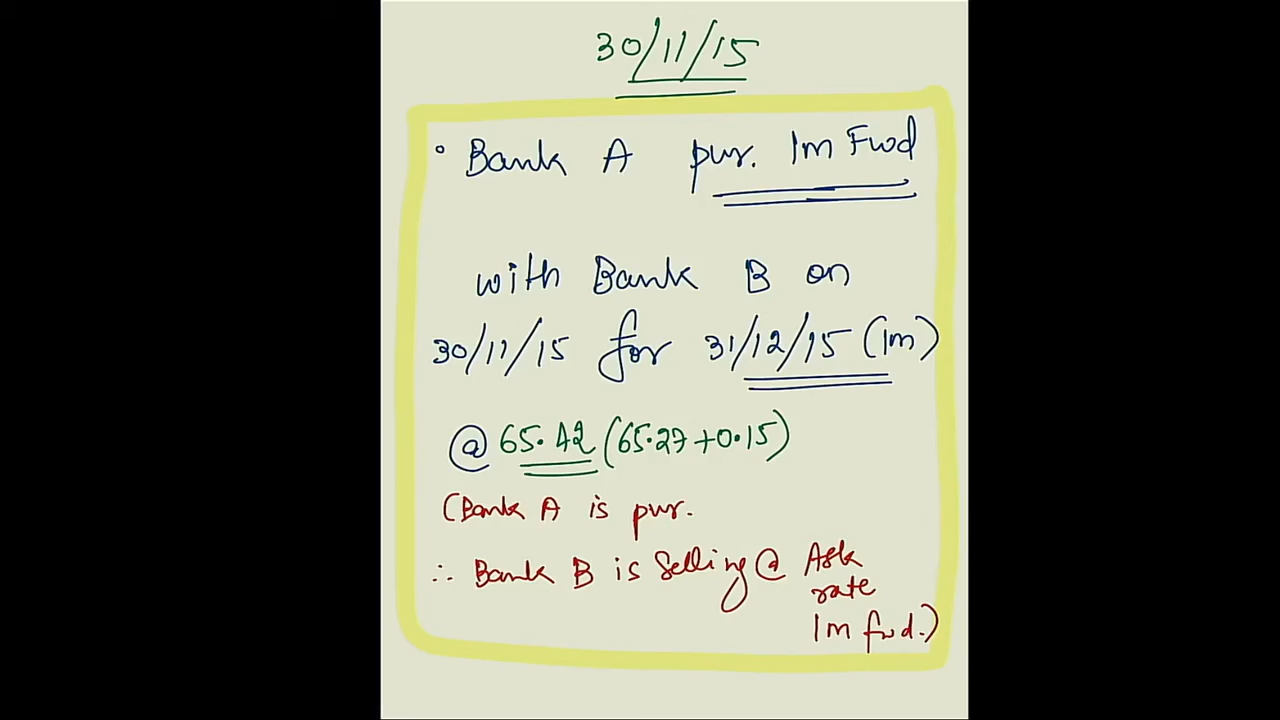 30/11/15
• Bank A pur. 1m Fwd
with Bank B on
30/11/15 for 31/12/15 (1m)
@ 65.42 (65.27+0.15)
(Bank A is pur.
∴ Bank B is Selling @ Ask
rate
1m fwd.)